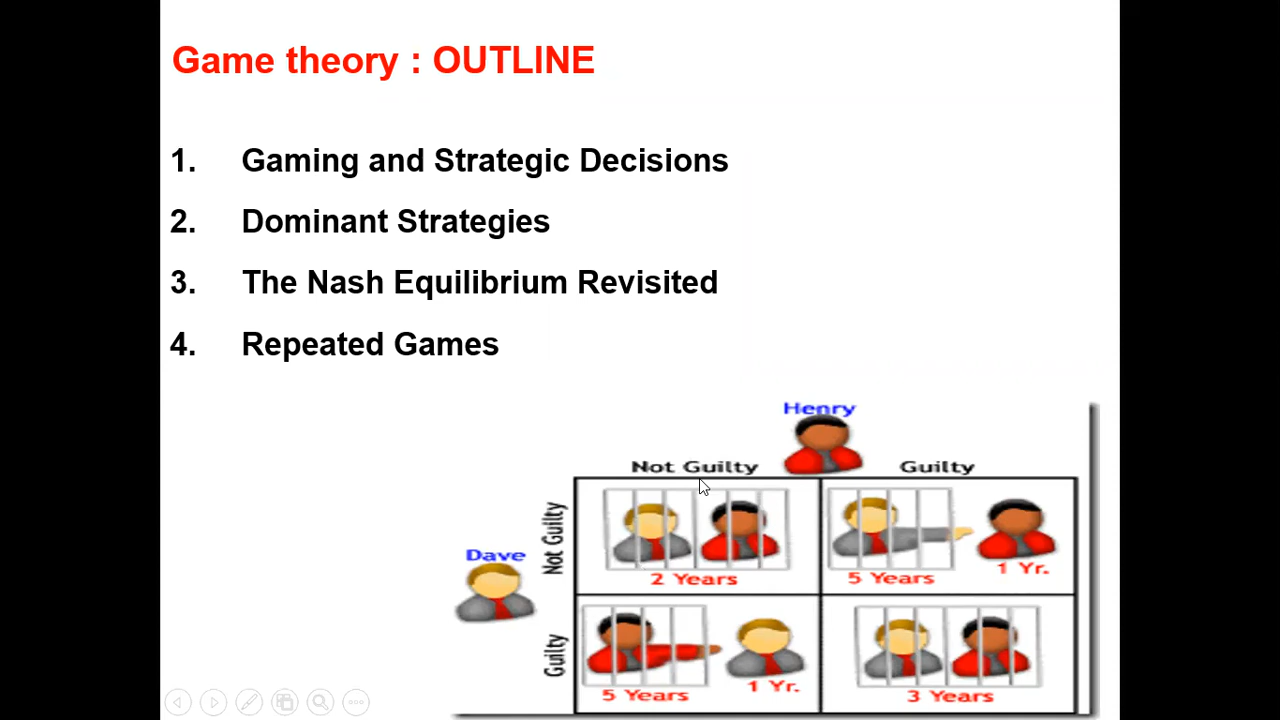 Game theory : OUTLINE
1. Gaming and Strategic Decisions
2. Dominant Strategies
3. The Nash Equilibrium Revisited
4. Repeated Games
Henry
Not Guilty Guilty
Dave
Not Guilty
2 Years
5 Years 1 Yr.
Guilty
5 Years 1 Yr.
3 Years